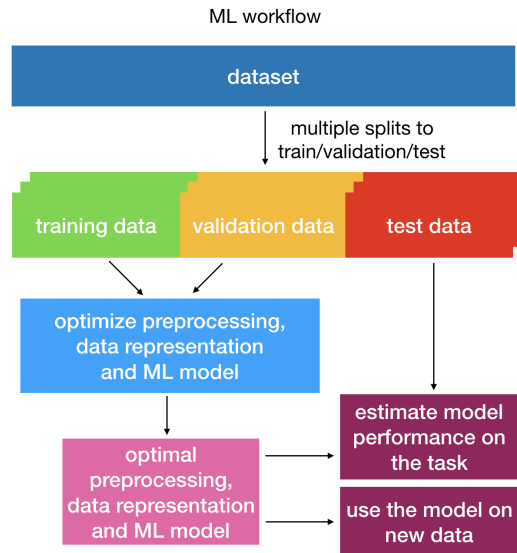 ML workflow
dataset
multiple splits to
train/validation/test
training data
validation data
test data
optimize preprocessing,
data representation
and ML model
estimate model
performance on
the task
optimal
preprocessing,
data representation
and ML model
use the model on
new data